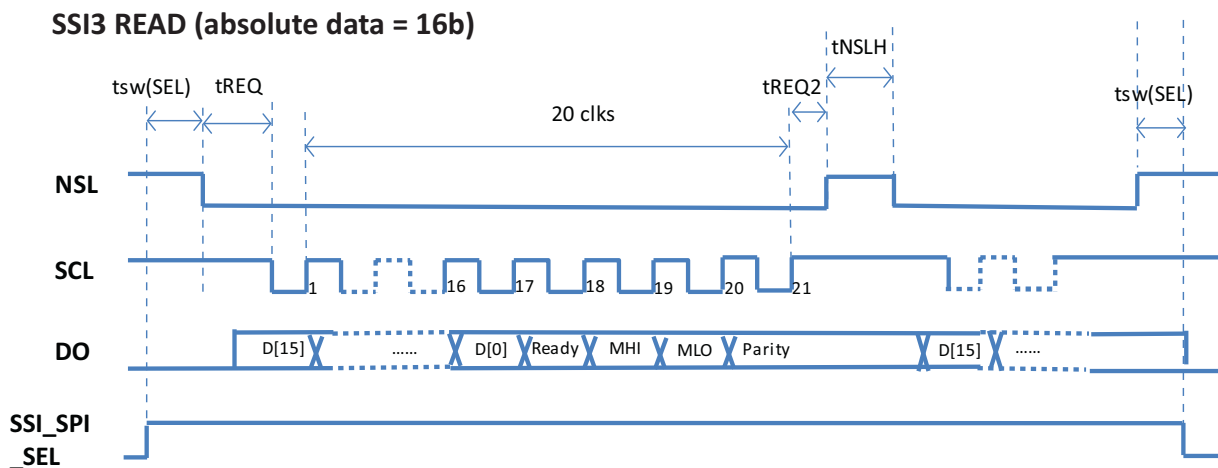 SSI3 READ (absolute data = 16b)
tNSLH
tsw(SEL) tREQ tREQ2 tsw(SEL)
20 clks
NSL
SCL
1 16 17 18 19 20 21
DO
D[15] ...... D[0] Ready MHI MLO Parity D[15] ......
SSI_SPI
_SEL